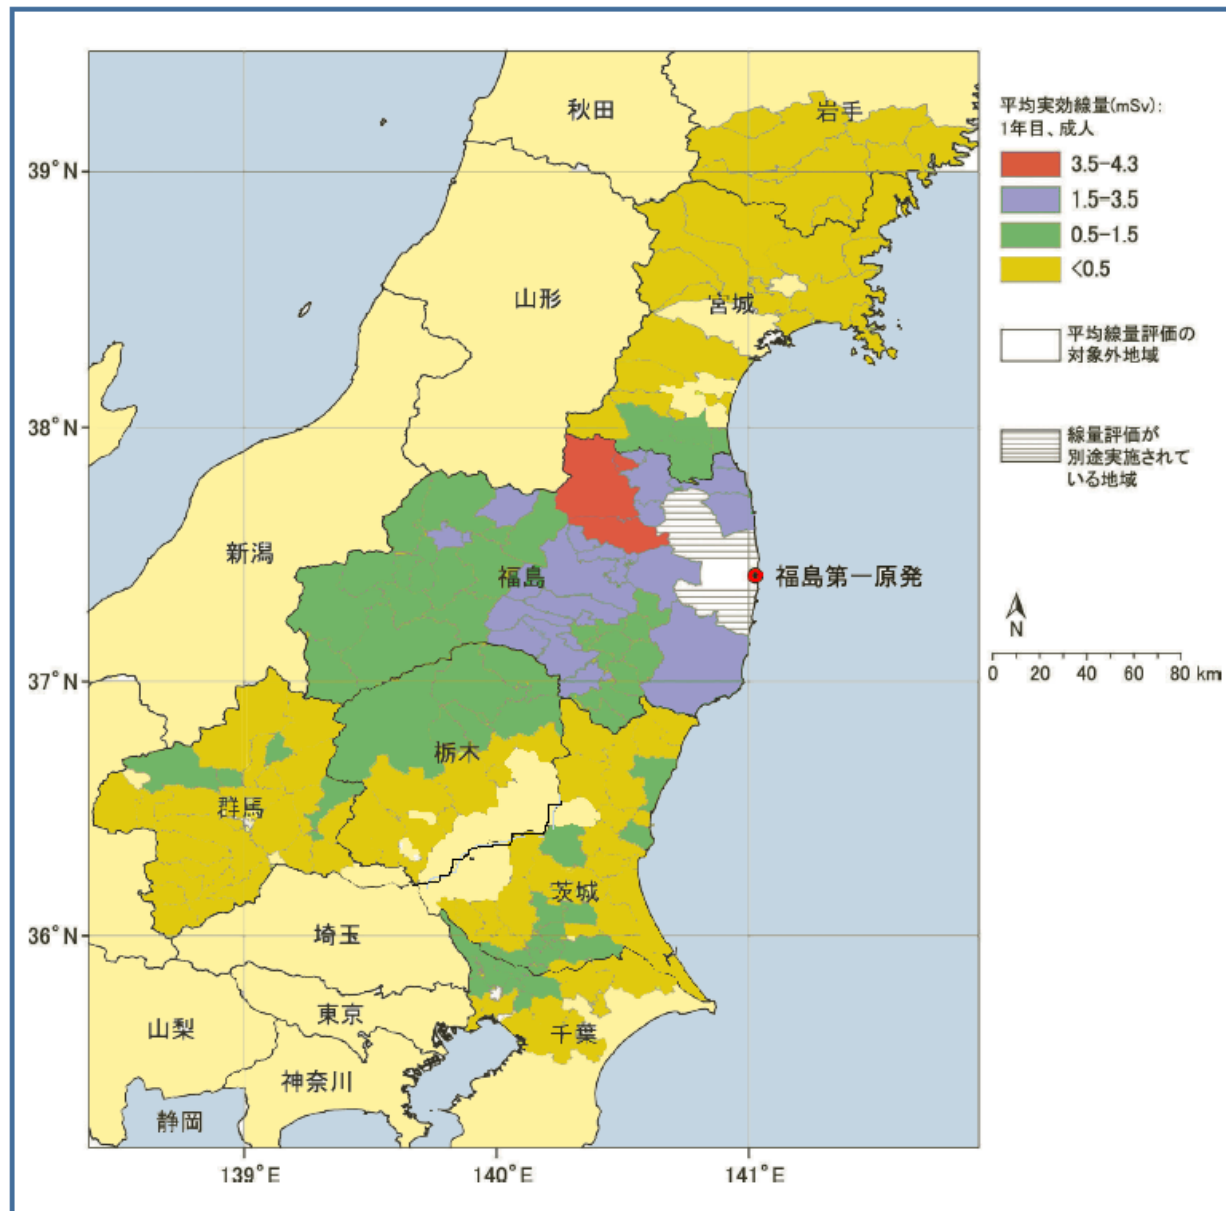 秋田
岩手
山形
宮城
新潟
福島
福島第一原発
栃木
群馬
茨城
埼玉
山梨
東京
千葉
神奈川
静岡
39°N
38°N
37°N
36°N
139°E
140°E
141°E
平均実効線量(mSv):
1年目、成人
3.5-4.3
1.5-3.5
0.5-1.5
<0.5
平均線量評価の
対象外地域
線量評価が
別途実施されて
いる地域
N
0 20 40 60 80 km